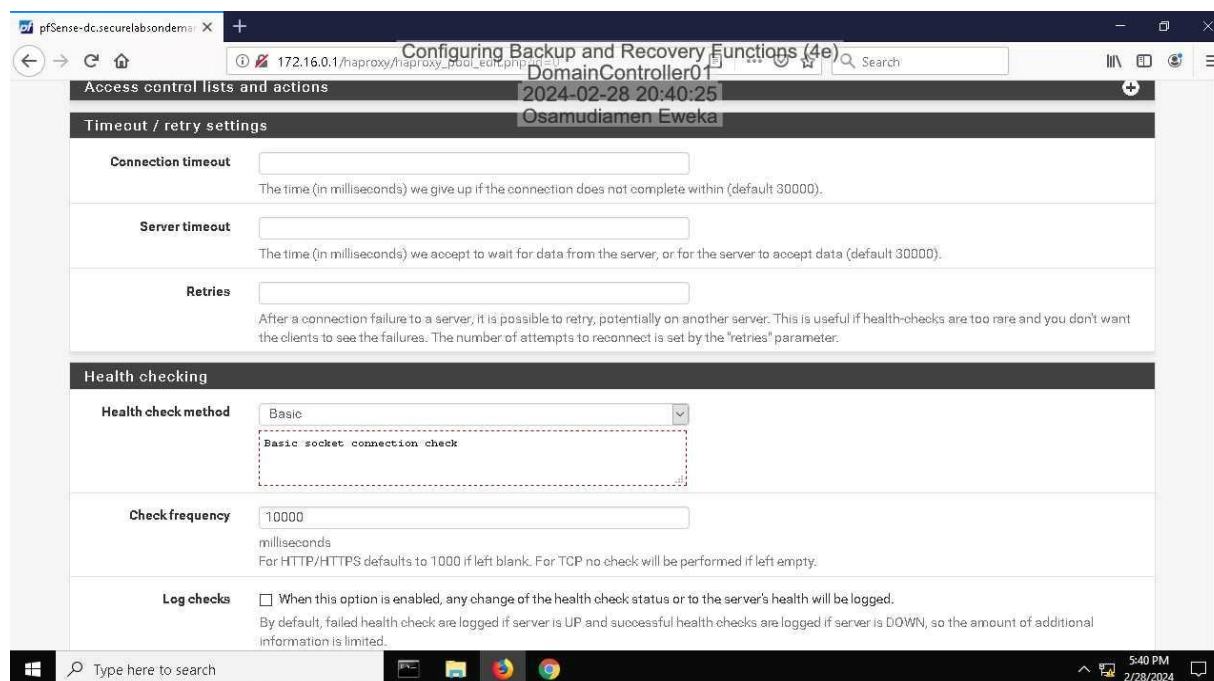 pfSense-dc.securelabsondemar
Configuring Backup and Recovery Functions (4e)
172.16.0.1/haproxy/haproxy_pool_edit.php?id=0
Search
DomainController01
Access control lists and actions
2024-02-28 20:40:25
Timeout / retry settings
Osamudiamen Eweka
Connection timeout
The time (in milliseconds) we give up if the connection does not complete within (default 30000).
Server timeout
The time (in milliseconds) we accept to wait for data from the server, or for the server to accept data (default 30000).
Retries
After a connection failure to a server, it is possible to retry, potentially on another server. This is useful if health-checks are too rare and you don't want
the clients to see the failures. The number of attempts to reconnect is set by the "retries" parameter.
Health checking
Health check method
Basic
Basic socket connection check
Check frequency
10000
milliseconds
For HTTP/HTTPS defaults to 1000 if left blank. For TCP no check will be performed if left empty.
Log checks
When this option is enabled, any change of the health check status or to the server's health will be logged.
By default, failed health check are logged if server is UP and successful health checks are logged if server is DOWN, so the amount of additional
information is limited.
Type here to search
5:40 PM
2/28/2024